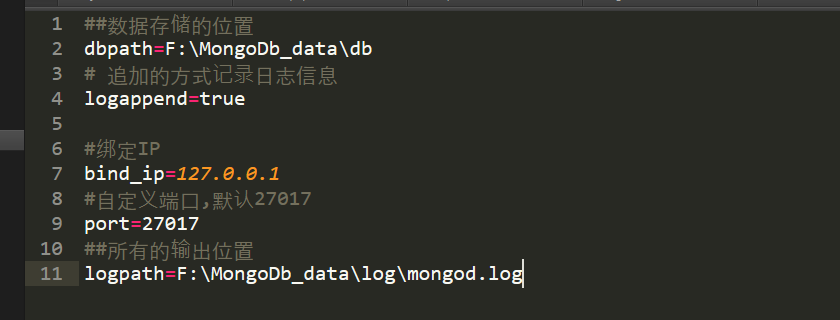 1 ##数据存储的位置
2 dbpath=F:\MongoDb_data\db
3 # 追加的方式记录日志信息
4 logappend=true
5
6 #绑定IP
7 bind_ip=127.0.0.1
8 #自定义端口,默认27017
9 port=27017
10 ##所有的输出位置
11 logpath=F:\MongoDb_data\log\mongod.log